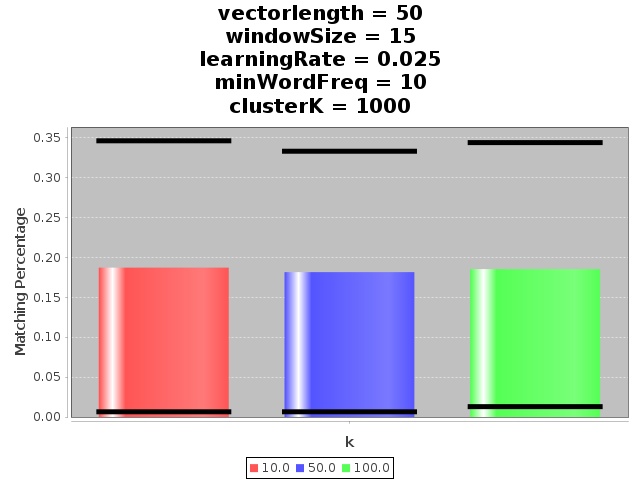 vectorlength = 50
windowSize = 15
learningRate = 0.025
minWordFreq = 10
clusterK = 1000
0.35
0.30
0.25
0.20
0.15
0.10
0.05
0.00
Matching Percentage
k
10.0 50.0 100.0